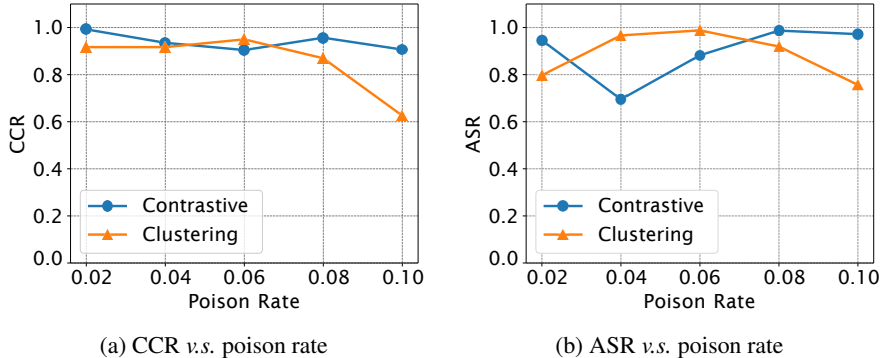 1.0
0.8
0.6
0.4
0.2
0.0
CCR
Contrastive
Clustering
0.02 0.04 0.06 0.08 0.10
Poison Rate
(a) CCR v.s. poison rate
1.0
0.8
0.6
0.4
0.2
0.0
ASR
Contrastive
Clustering
0.02 0.04 0.06 0.08 0.10
Poison Rate
(b) ASR v.s. poison rate